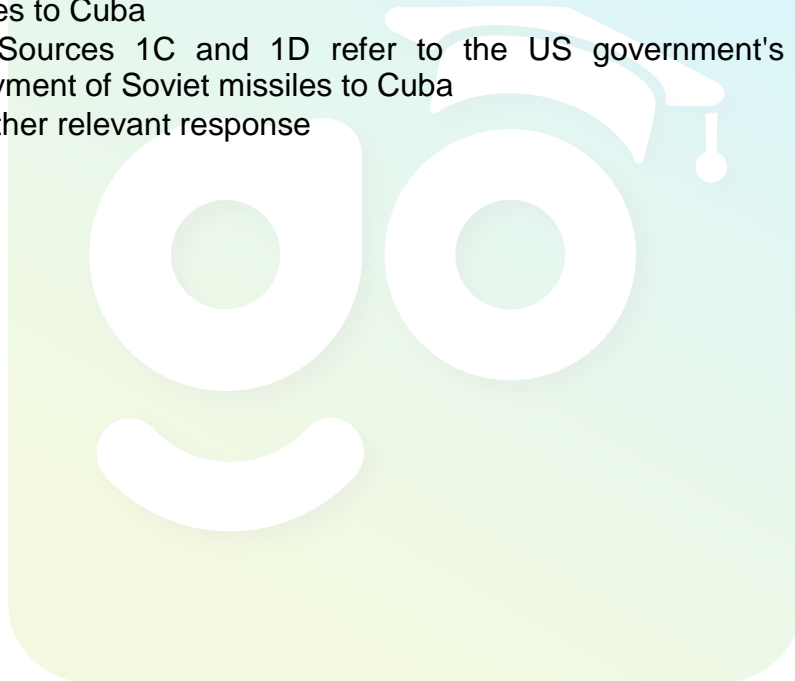 es to Cuba
Sources 1C and 1D refer to the US government's
yment of Soviet missiles to Cuba
ther relevant response
go